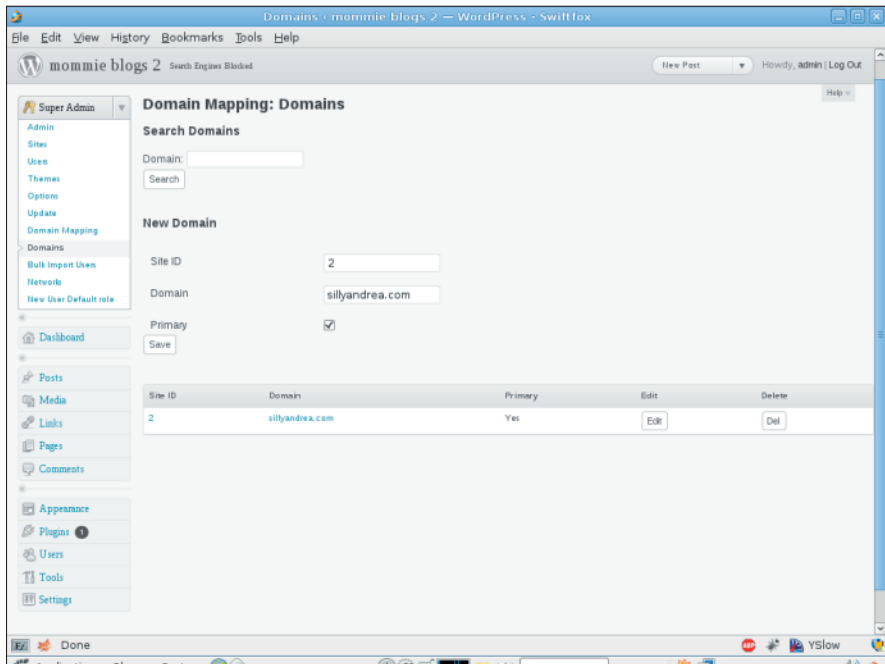 Domains ‹ mommie blogs 2 — WordPress - Swiftfox
File Edit View History Bookmarks Tools Help
mommie blogs 2 Search Engines Blocked
New Post
Howdy, admin | Log Out
Help
Super Admin
Admin
Sites
Users
Themes
Options
Update
Domain Mapping
Domains
Bulk Import Users
Networks
New User Default role
Dashboard
Posts
Media
Links
Pages
Comments
Appearance
Plugins 1
Users
Tools
Settings
Domain Mapping: Domains
Search Domains
Domain:
Search
New Domain
Site ID 2
Domain sillyandrea.com
Primary
Save
Site ID Domain Primary Edit Delete
2 sillyandrea.com Yes Edit Del
Done
ABP
YSlow